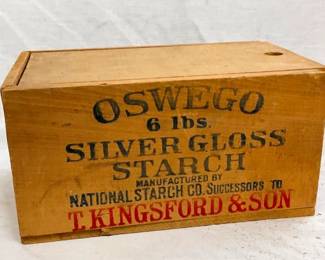 OSWEGO
6 lbs.
SILVER GLOSS
STARCH
MANUFACTURED BY
NATIONAL STARCH CO. SUCCESSORS TO
T. KINGSFORD & SON